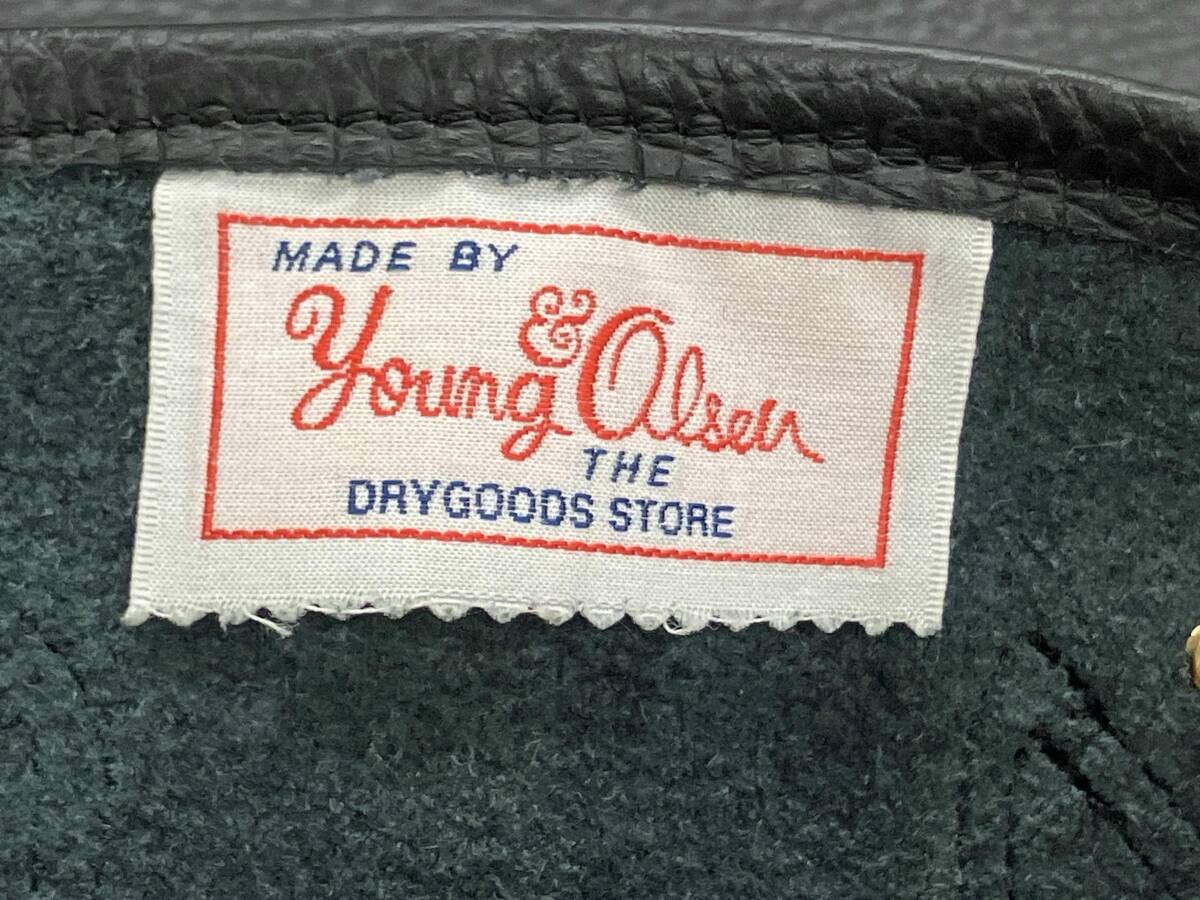 MADE BY
Young & Olsen
THE
DRYGOODS STORE